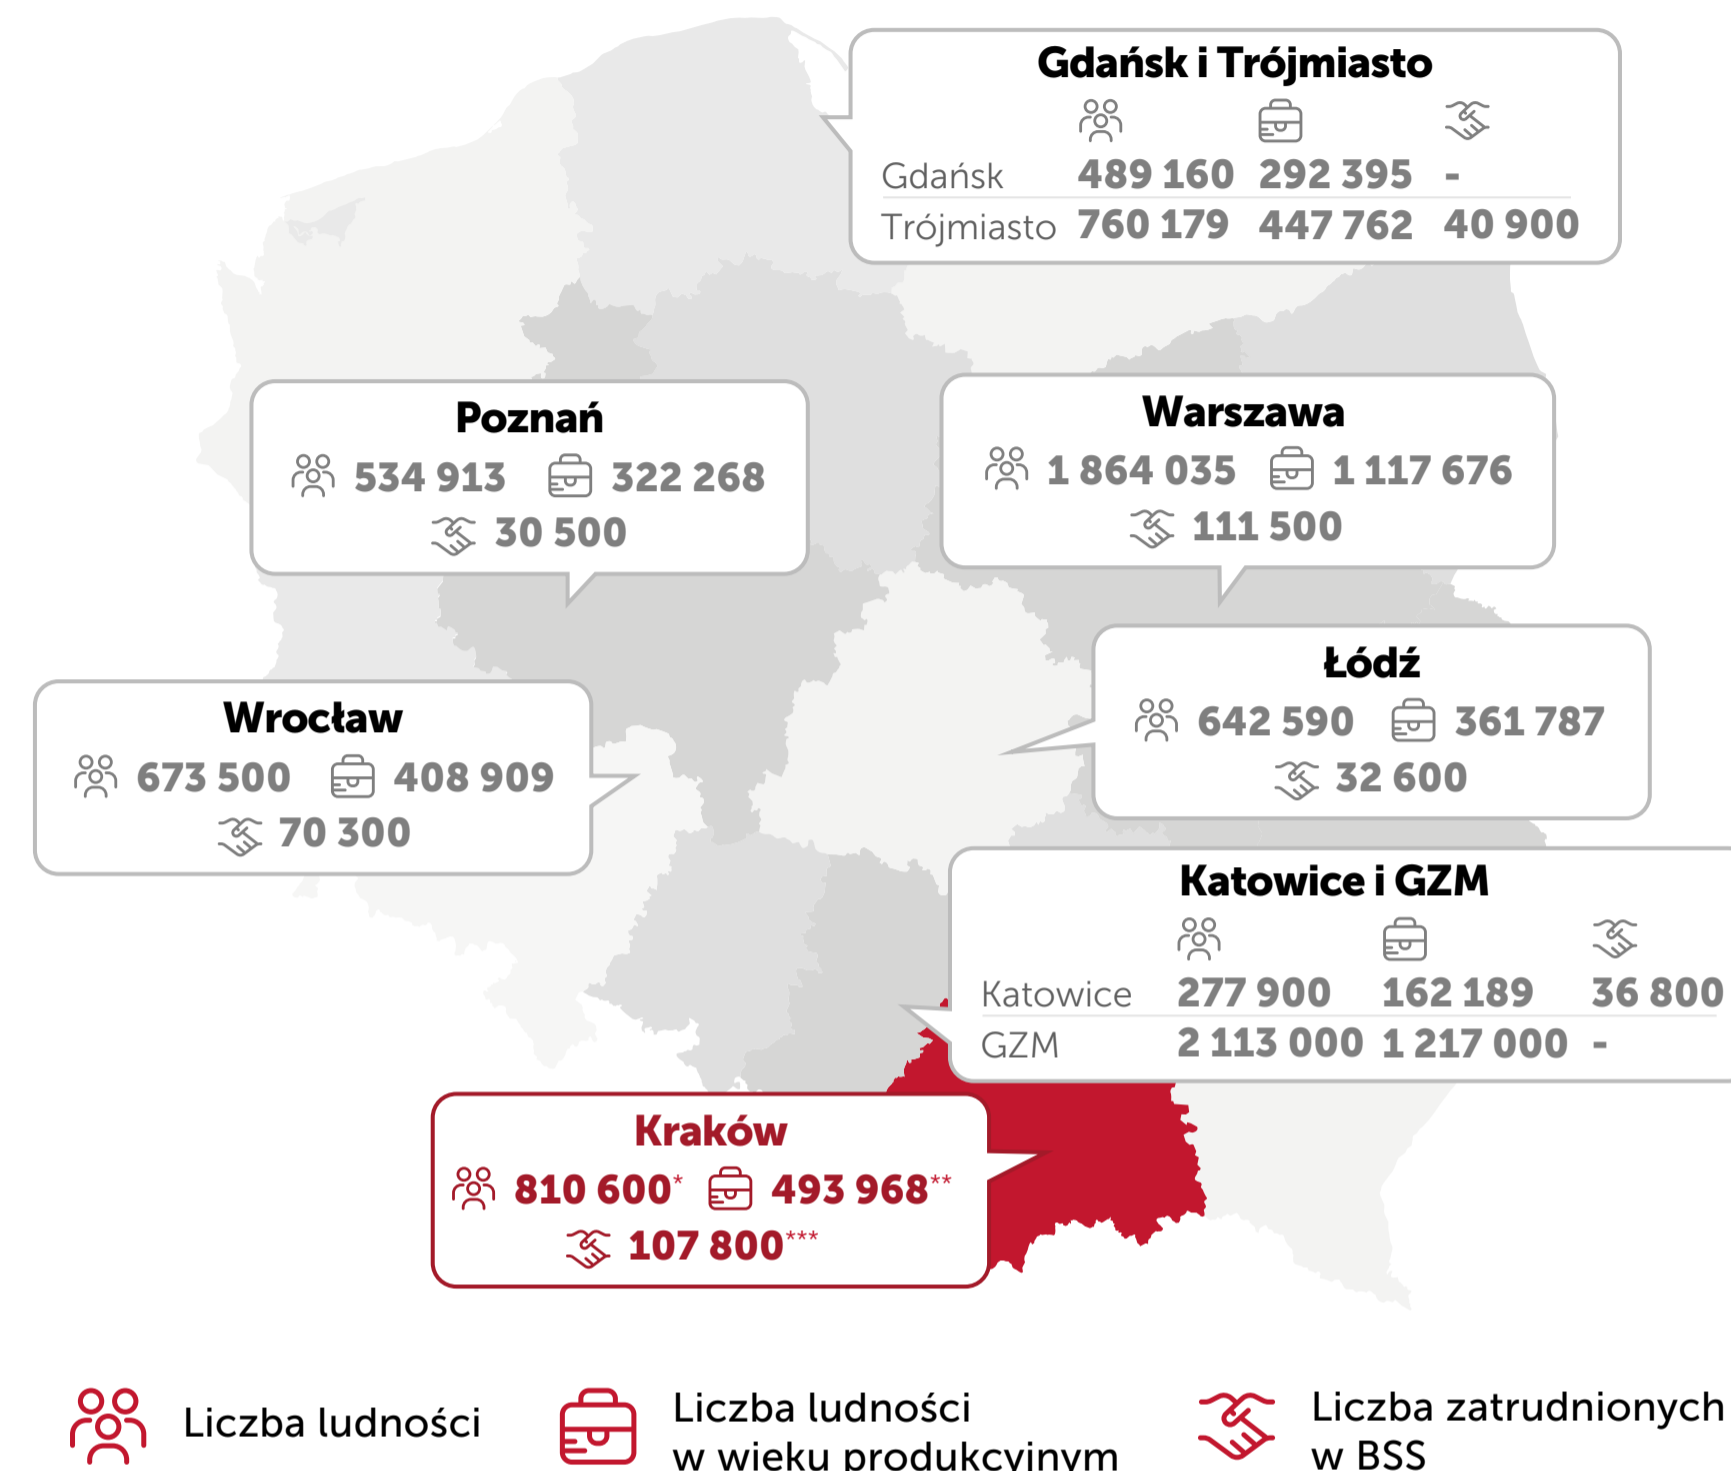 Gdańsk i Trójmiasto
Gdańsk 489 160 292 395 -
Trójmiasto 760 179 447 762 40 900
Poznań
534 913 322 268
30 500
Warszawa
1 864 035 1 117 676
111 500
Łódź
642 590 361 787
32 600
Wrocław
673 500 408 909
70 300
Katowice i GZM
Katowice 277 900 162 189 36 800
GZM 2 113 000 1 217 000 -
Kraków
810 600* 493 968**
107 800***
Liczba ludności
Liczba ludności
w wieku produkcyjnym
Liczba zatrudnionych
w BSS